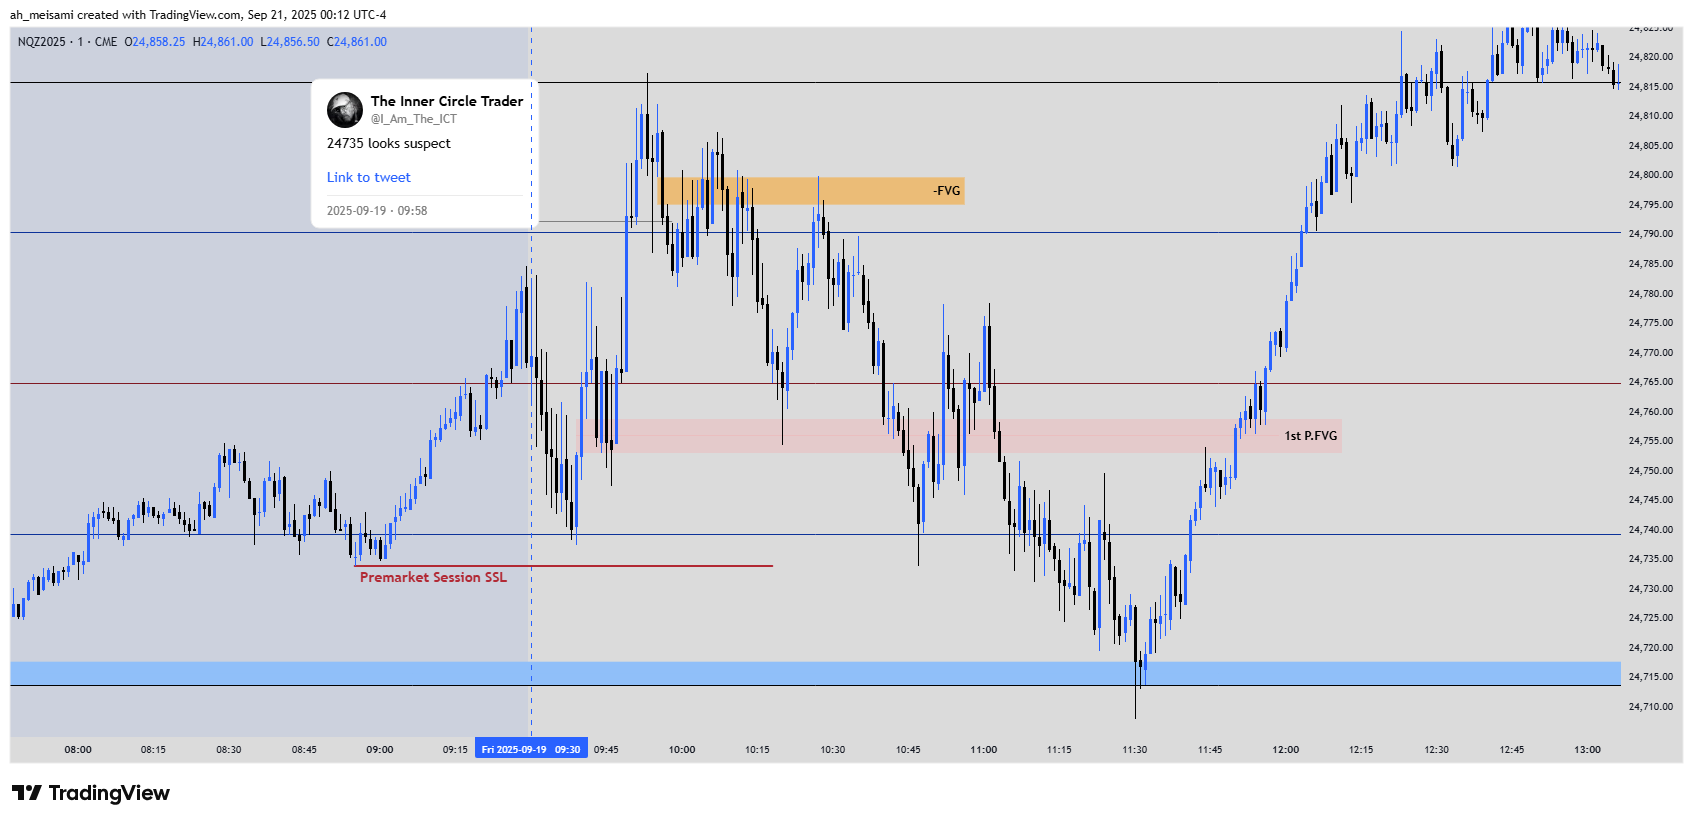 ah_meisami created with TradingView.com, Sep 21, 2025 00:12 UTC-4
NQZ2025 · 1 · CME O24,858.25 H24,861.00 L24,856.50 C24,861.00
The Inner Circle Trader
@I_Am_The_ICT
24735 looks suspect
Link to tweet
2025-09-19 · 09:58
-FVG
1st P.FVG
Premarket Session SSL
24,825.00
24,820.00
24,815.00
24,810.00
24,805.00
24,800.00
24,795.00
24,790.00
24,785.00
24,780.00
24,775.00
24,770.00
24,765.00
24,760.00
24,755.00
24,750.00
24,745.00
24,740.00
24,735.00
24,730.00
24,725.00
24,720.00
24,715.00
24,710.00
08:00 08:15 08:30 08:45 09:00 09:15 Fri 2025-09-19 09:30 09:45 10:00 10:15 10:30 10:45 11:00 11:15 11:30 11:45 12:00 12:15 12:30 12:45 13:00
TradingView